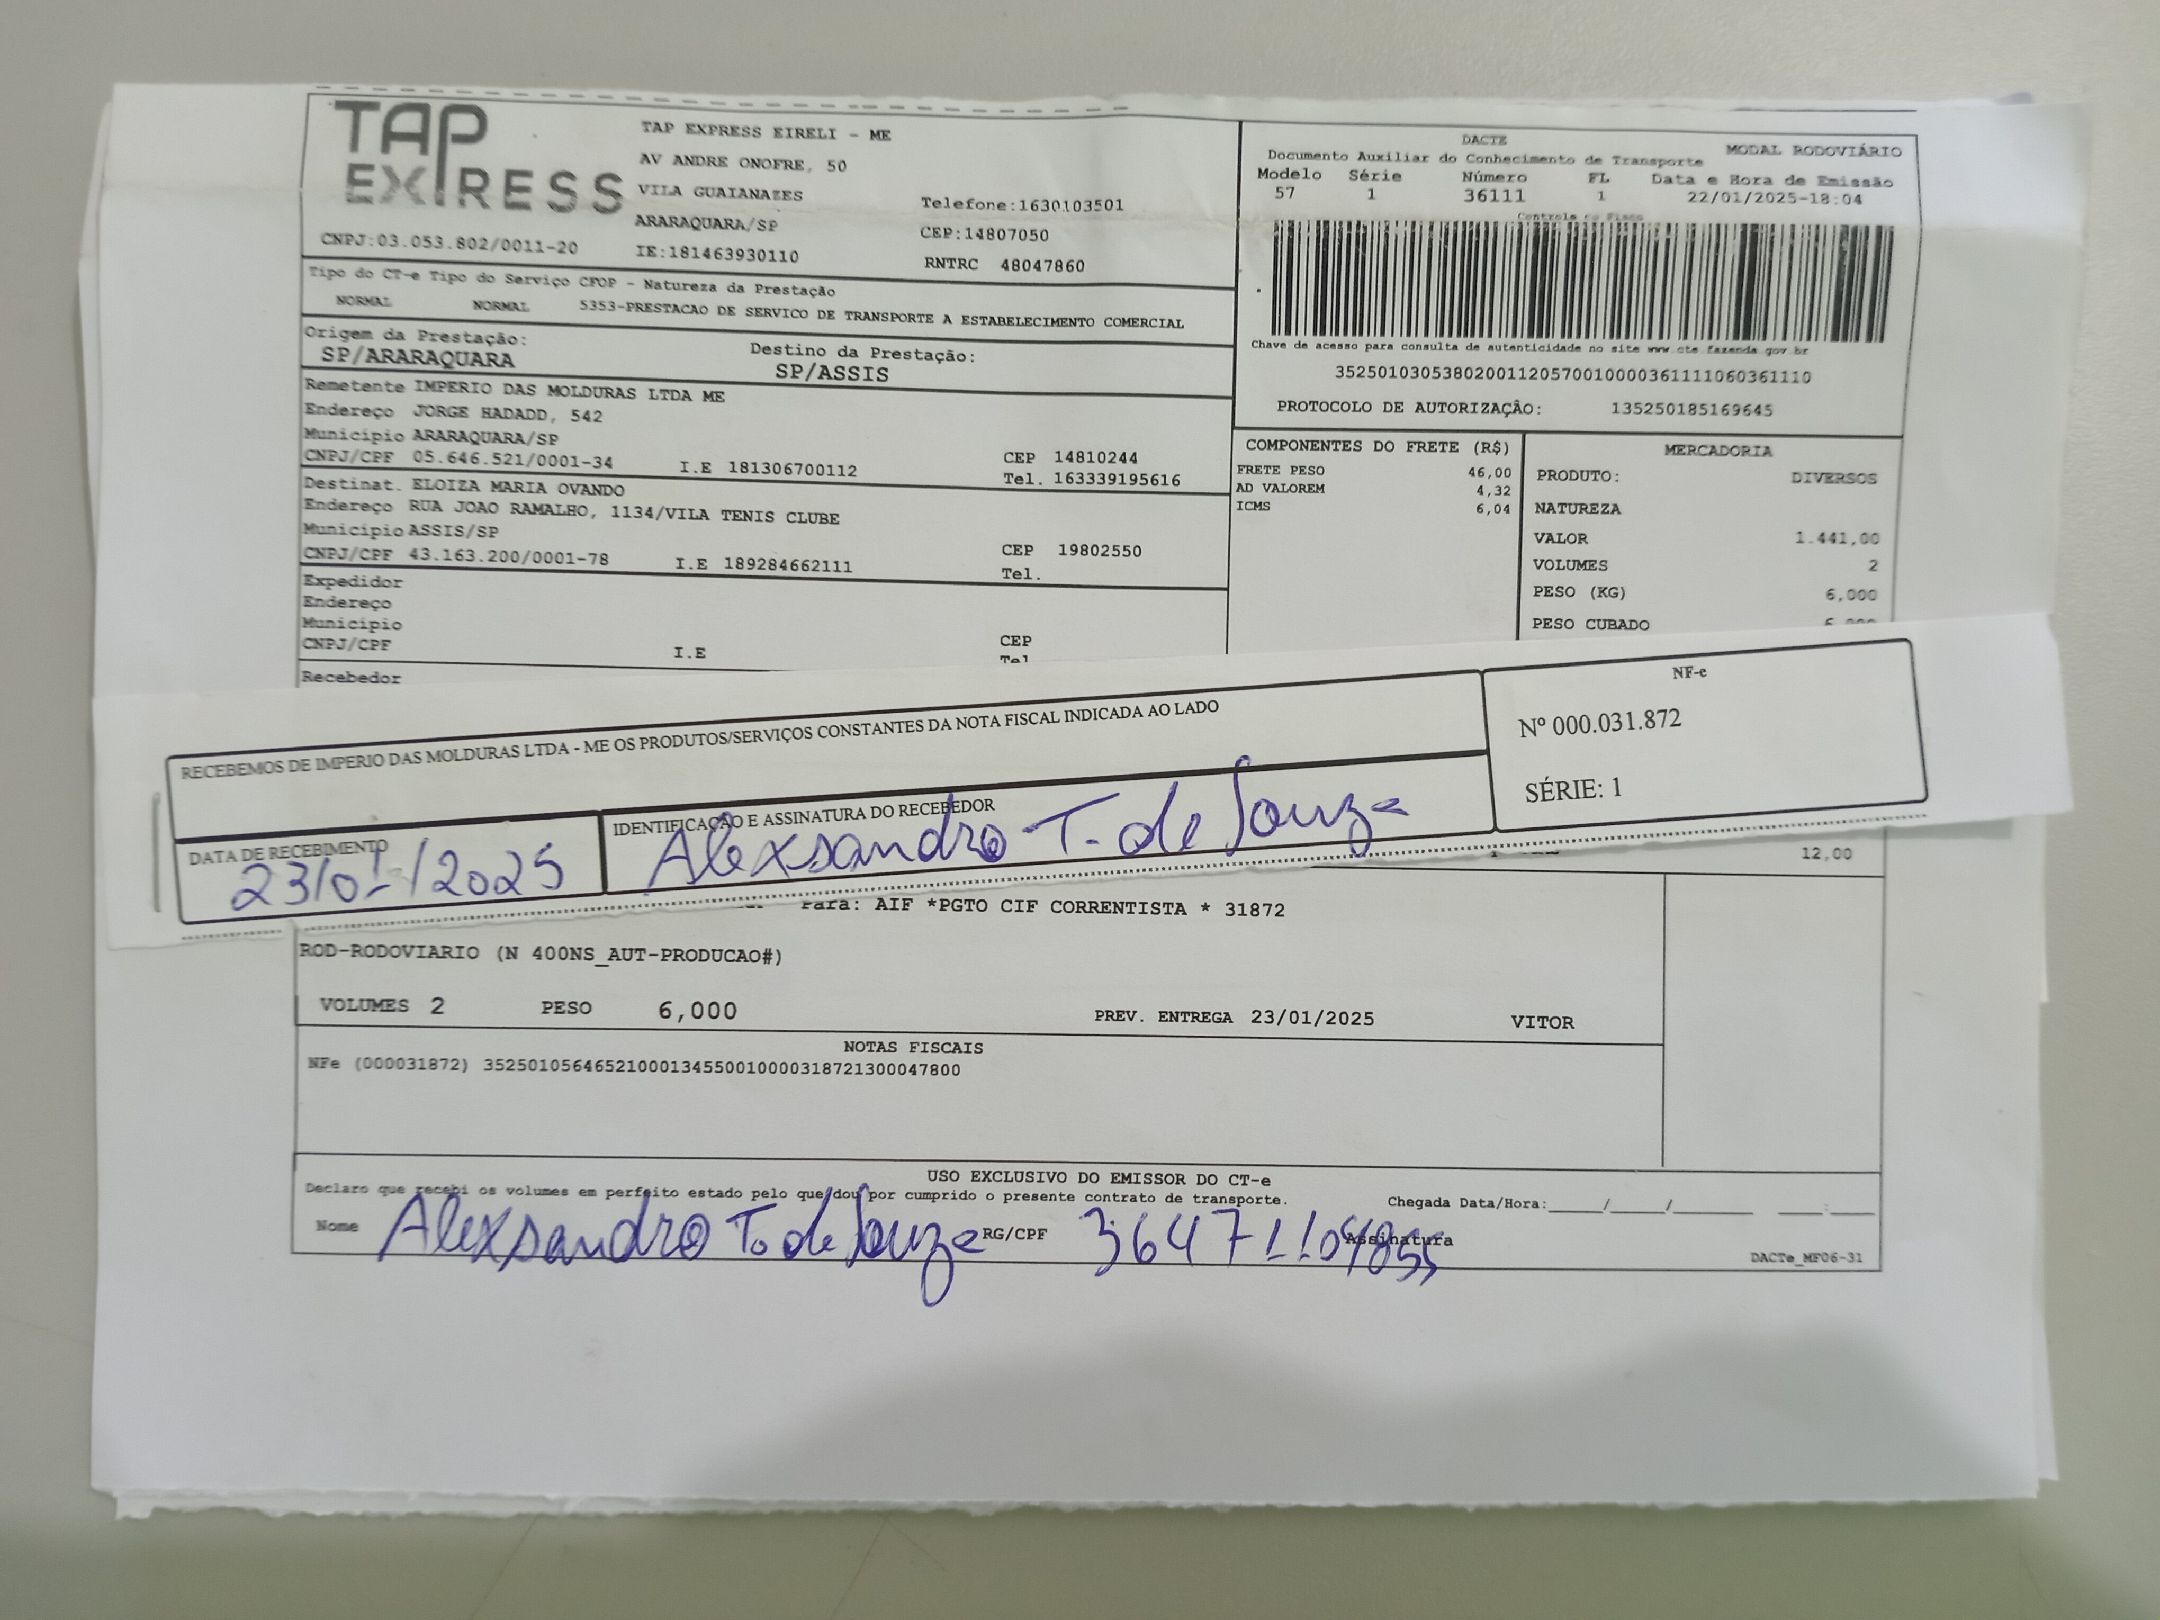 TAP
EXPRESS
TAP EXPRESS EIRELI - ME
AV ANDRE ONOFRE, 50
VILA GUAIANAZES
ARARAQUARA/SP
Telefone:1630103501
CEP:14807050
CNPJ:03.053.802/0011-20
IE:181463930110
RNTRC 48047860
DACTE
Documento Auxiliar do Conhecimento de Transporte
MODAL RODOVIÁRIO
Modelo Série Número FL Data e Hora de Emissão
57 1 36111 1 22/01/2025-18:04
Controle do Fisco
Chave de acesso para consulta de autenticidade no site www.cte.fazenda.gov.br
35250103053802001120570010000361111060361110
PROTOCOLO DE AUTORIZAÇÂO: 135250185169645
Tipo do CT-e Tipo do Serviço CFOP - Natureza da Prestação
NORMAL NORMAL 5353-PRESTACAO DE SERVICO DE TRANSPORTE A ESTABELECIMENTO COMERCIAL
Origem da Prestação:
SP/ARARAQUARA
Destino da Prestação:
SP/ASSIS
Remetente IMPERIO DAS MOLDURAS LTDA ME
Endereço JORGE HADADD, 542
Município ARARAQUARA/SP
CNPJ/CPF 05.646.521/0001-34 I.E 181306700112
CEP 14810244
Tel. 163339195616
Destinat. ELOIZA MARIA OVANDO
Endereço RUA JOAO RAMALHO, 1134/VILA TENIS CLUBE
Município ASSIS/SP
CNPJ/CPF 43.163.200/0001-78 I.E 189284662111
CEP 19802550
Tel.
Expedidor
Endereço
Município
CNPJ/CPF I.E
CEP
Tel
Recebedor
COMPONENTES DO FRETE (R$)
FRETE PESO 46,00
AD VALOREM 4,32
ICMS 6,04
MERCADORIA
PRODUTO: DIVERSOS
NATUREZA
VALOR 1.441,00
VOLUMES 2
PESO (KG) 6,000
PESO CUBADO
RECEBEMOS DE IMPERIO DAS MOLDURAS LTDA - ME OS PRODUTOS/SERVIÇOS CONSTANTES DA NOTA FISCAL INDICADA AO LADO
DATA DE RECEBIMENTO
23/01/2025
IDENTIFICAÇÃO E ASSINATURA DO RECEBEDOR
Alexsandro T. de Souza
NF-e
Nº 000.031.872
SÉRIE: 1
12,00
Para: AIF *PGTO CIF CORRENTISTA * 31872
ROD-RODOVIARIO (N 400NS_AUT-PRODUCAO#)
VOLUMES 2 PESO 6,000 PREV. ENTREGA 23/01/2025 VITOR
NOTAS FISCAIS
NFe (000031872) 35250105646521000134550010000318721300047800
USO EXCLUSIVO DO EMISSOR DO CT-e
Declaro que recebi os volumes em perfeito estado pelo que dou por cumprido o presente contrato de transporte.
Chegada Data/Hora:____/____/______ ____:____
Nome Alexsandro T. de Souza RG/CPF 36471104855 Assinatura
DACTe_MF06-31